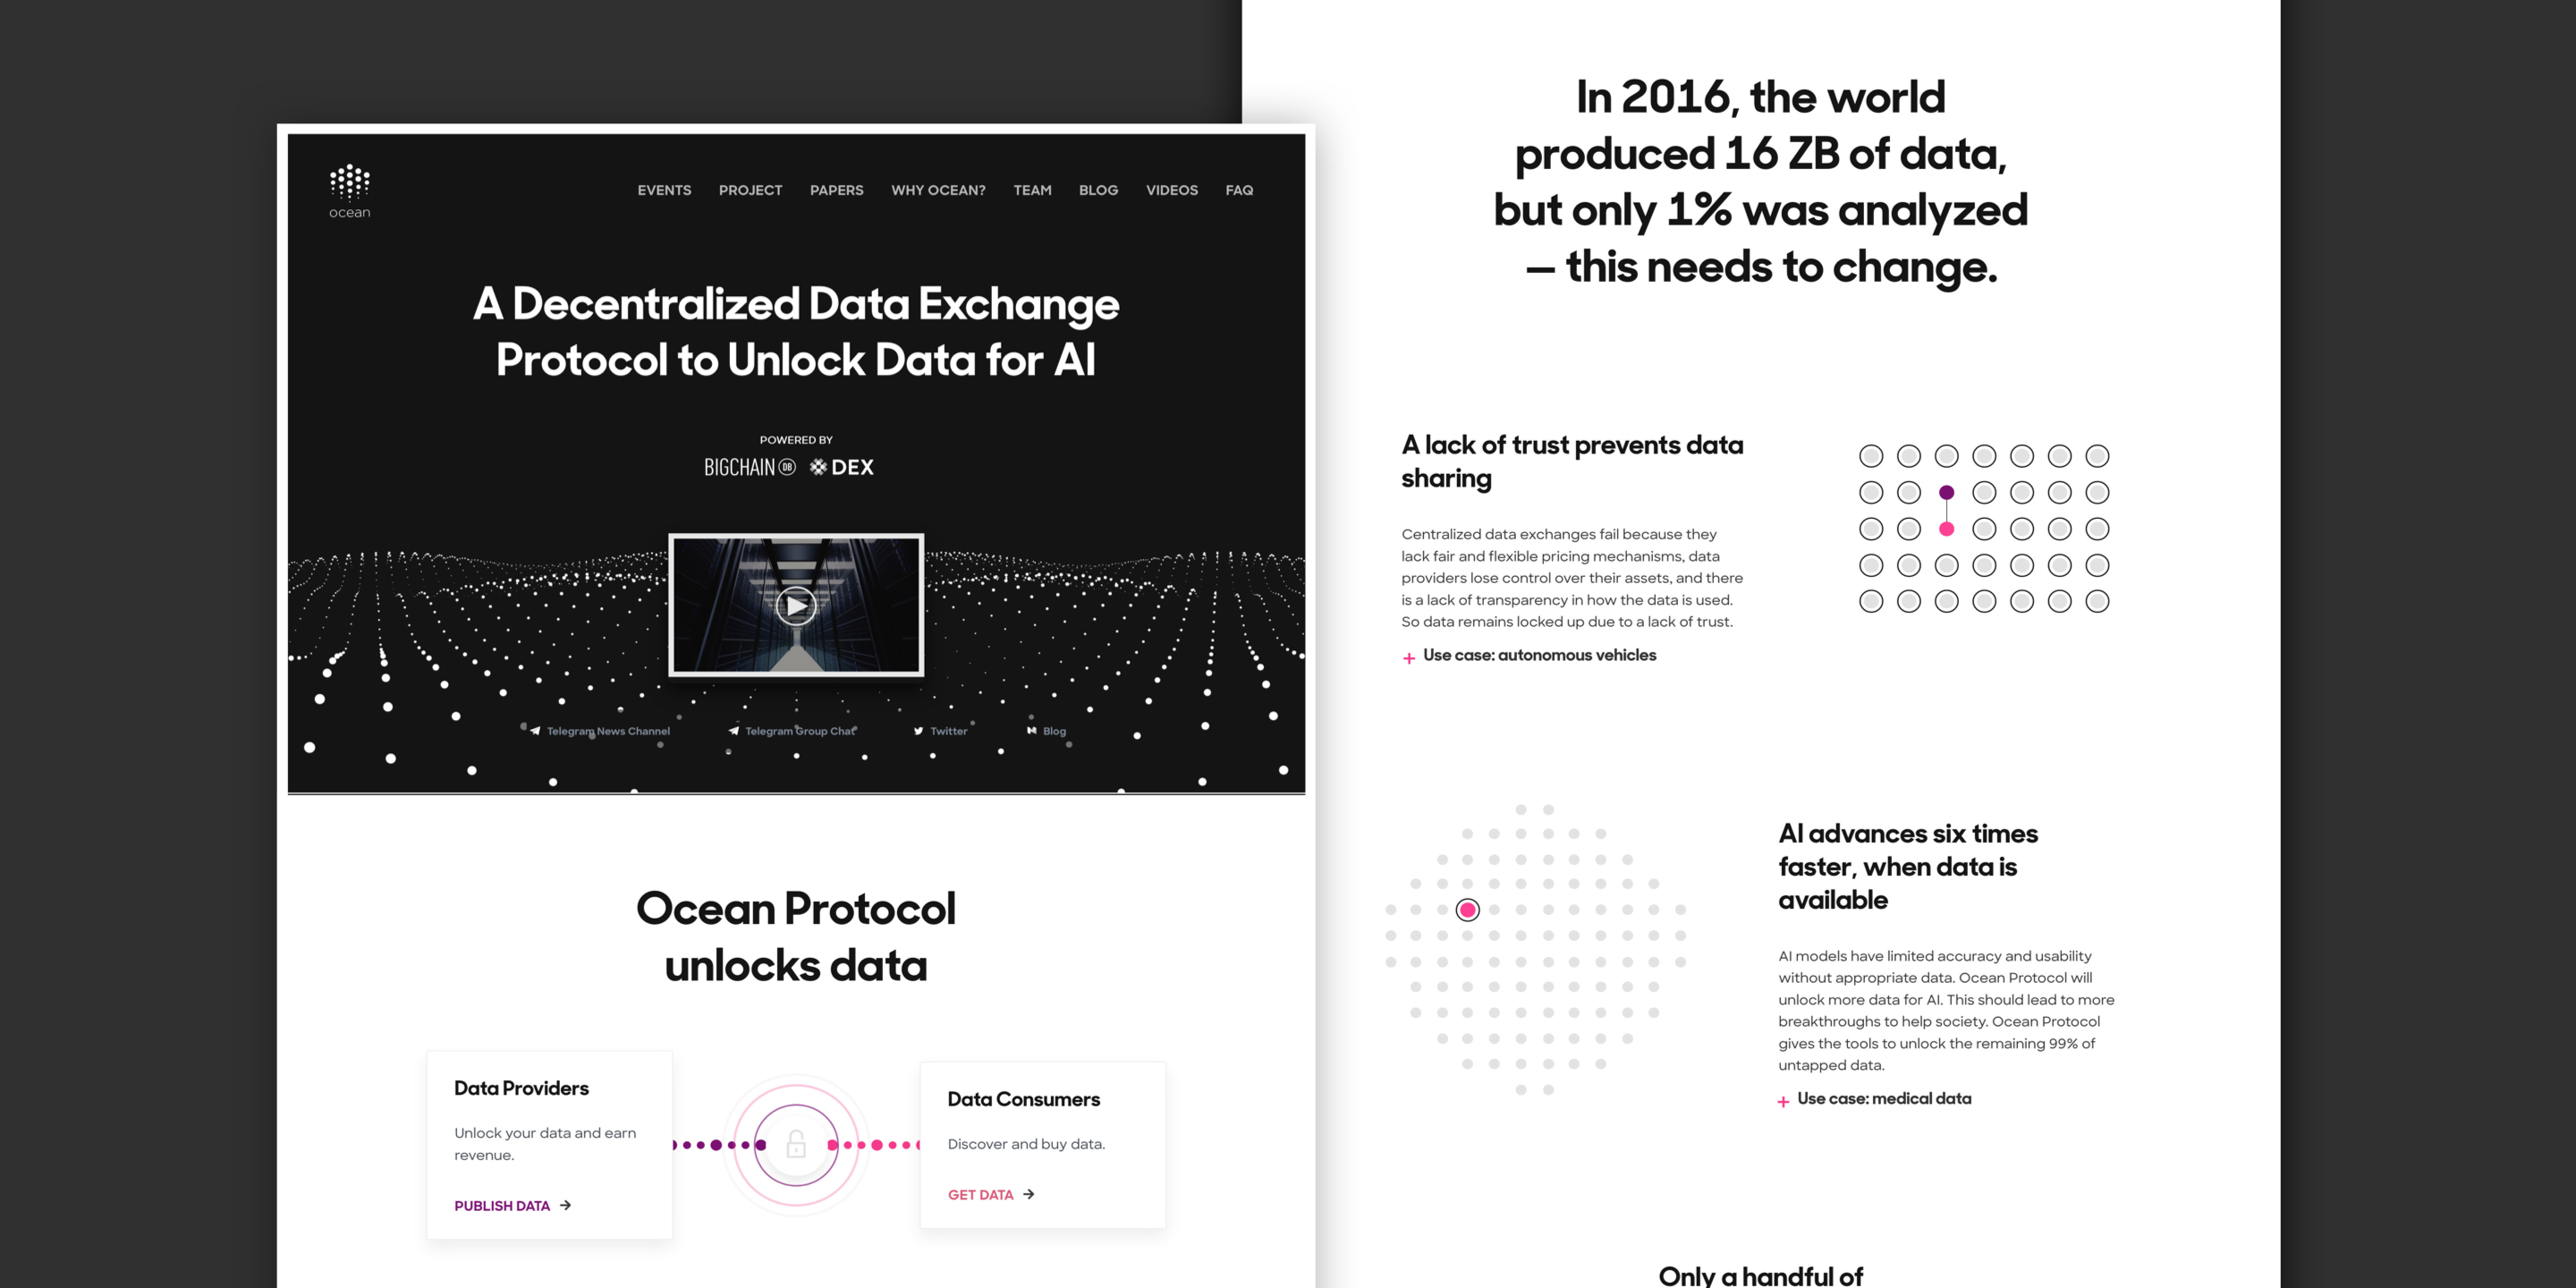 ocean
EVENTS PROJECT PAPERS WHY OCEAN? TEAM BLOG VIDEOS FAQ
A Decentralized Data Exchange
Protocol to Unlock Data for AI
POWERED BY
BIGCHAIN DB DEX
Telegram News Channel Telegram Group Chat Twitter Blog
Ocean Protocol
unlocks data
Data Providers
Unlock your data and earn
revenue.
PUBLISH DATA →
Data Consumers
Discover and buy data.
GET DATA →
In 2016, the world
produced 16 ZB of data,
but only 1% was analyzed
— this needs to change.
A lack of trust prevents data
sharing
Centralized data exchanges fail because they
lack fair and flexible pricing mechanisms, data
providers lose control over their assets, and there
is a lack of transparency in how the data is used.
So data remains locked up due to a lack of trust.
+ Use case: autonomous vehicles
AI advances six times
faster, when data is
available
AI models have limited accuracy and usability
without appropriate data. Ocean Protocol will
unlock more data for AI. This should lead to more
breakthroughs to help society. Ocean Protocol
gives the tools to unlock the remaining 99% of
untapped data.
+ Use case: medical data
Only a handful of